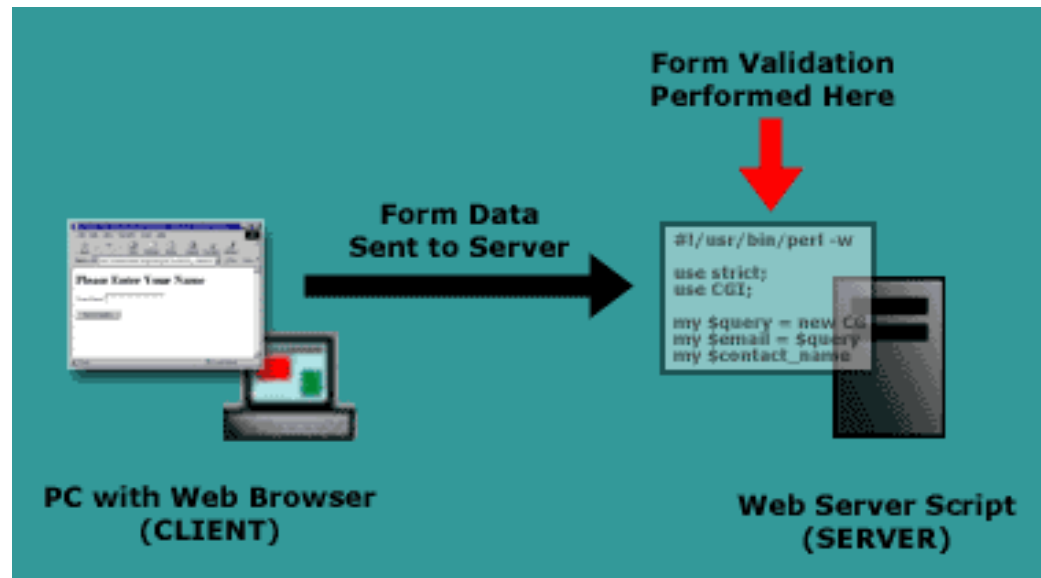 Form Validation
Performed Here
Form Data
Sent to Server
Please Enter Your Name
#!/usr/bin/perl -w
use strict;
use CGI;
my $query = new CG
my $email = $query
my $contact_name
PC with Web Browser
(CLIENT)
Web Server Script
(SERVER)